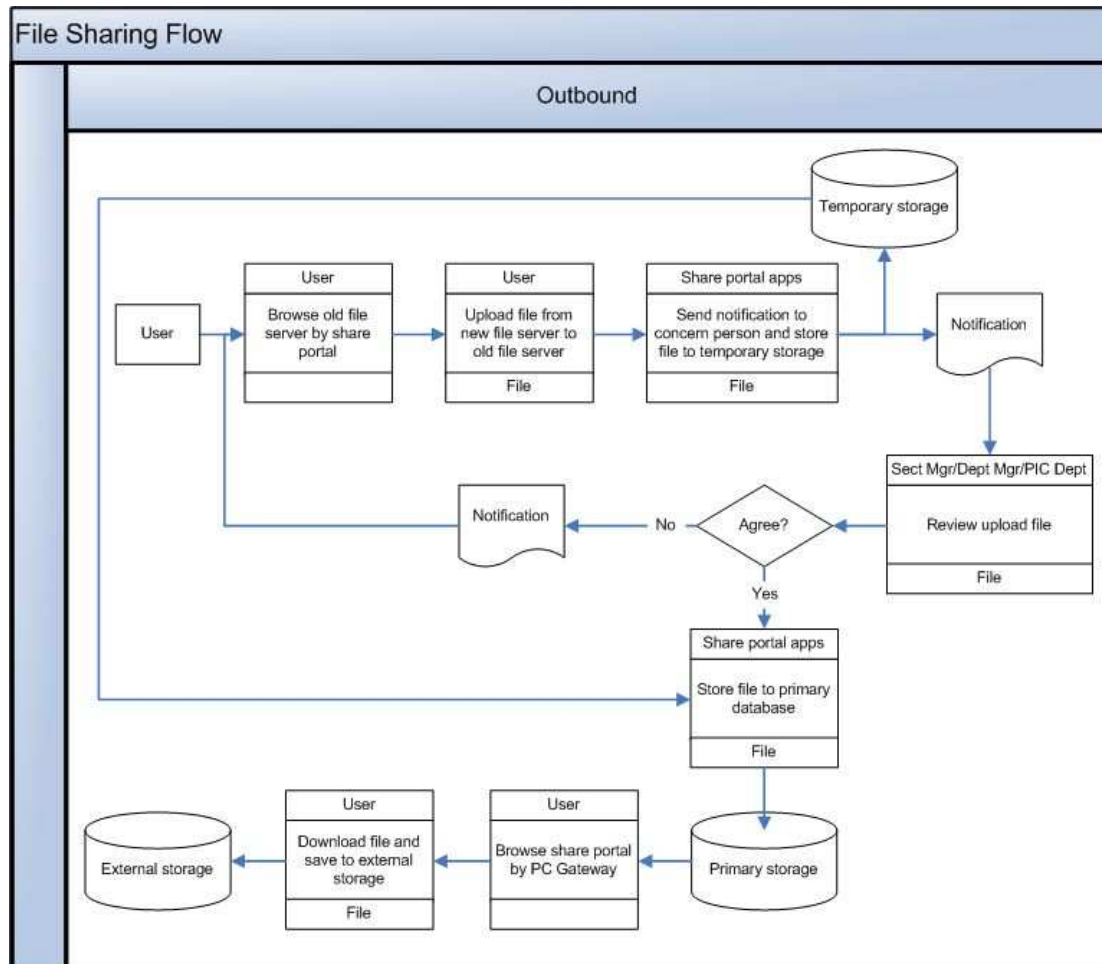 File Sharing Flow
Outbound
Temporary storage
User
User
Browse old file
server by share
portal
User
Upload file from
new file server to
old file server
File
Share portal apps
Send notification to
concern person and store
file to temporary storage
File
Notification
Sect Mgr/Dept Mgr/PIC Dept
Review upload file
File
Agree?
No
Notification
Yes
Share portal apps
Store file to primary
database
File
Primary storage
User
Browse share portal
by PC Gateway
User
Download file and
save to external
storage
File
External storage